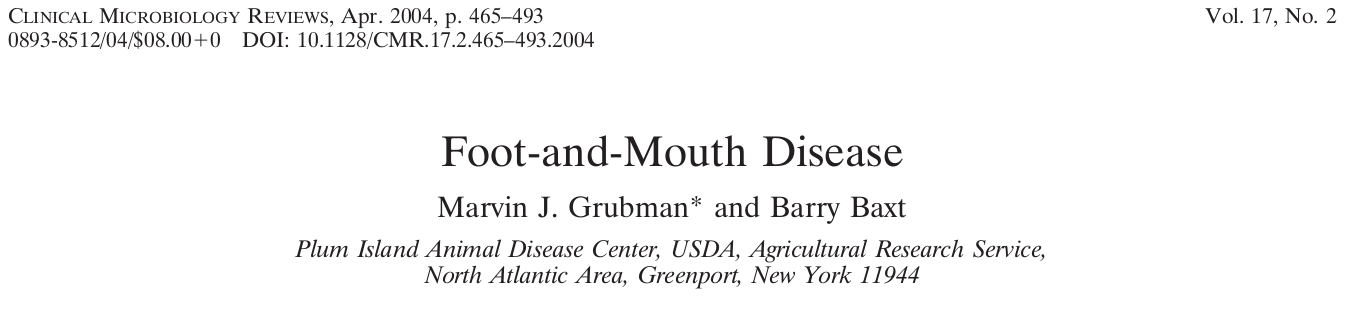 CLINICAL MICROBIOLOGY REVIEWS, Apr. 2004, p. 465–493 Vol. 17, No. 2
0893-8512/04/$08.00+0 DOI: 10.1128/CMR.17.2.465–493.2004
Foot-and-Mouth Disease
Marvin J. Grubman* and Barry Baxt
Plum Island Animal Disease Center, USDA, Agricultural Research Service,
North Atlantic Area, Greenport, New York 11944